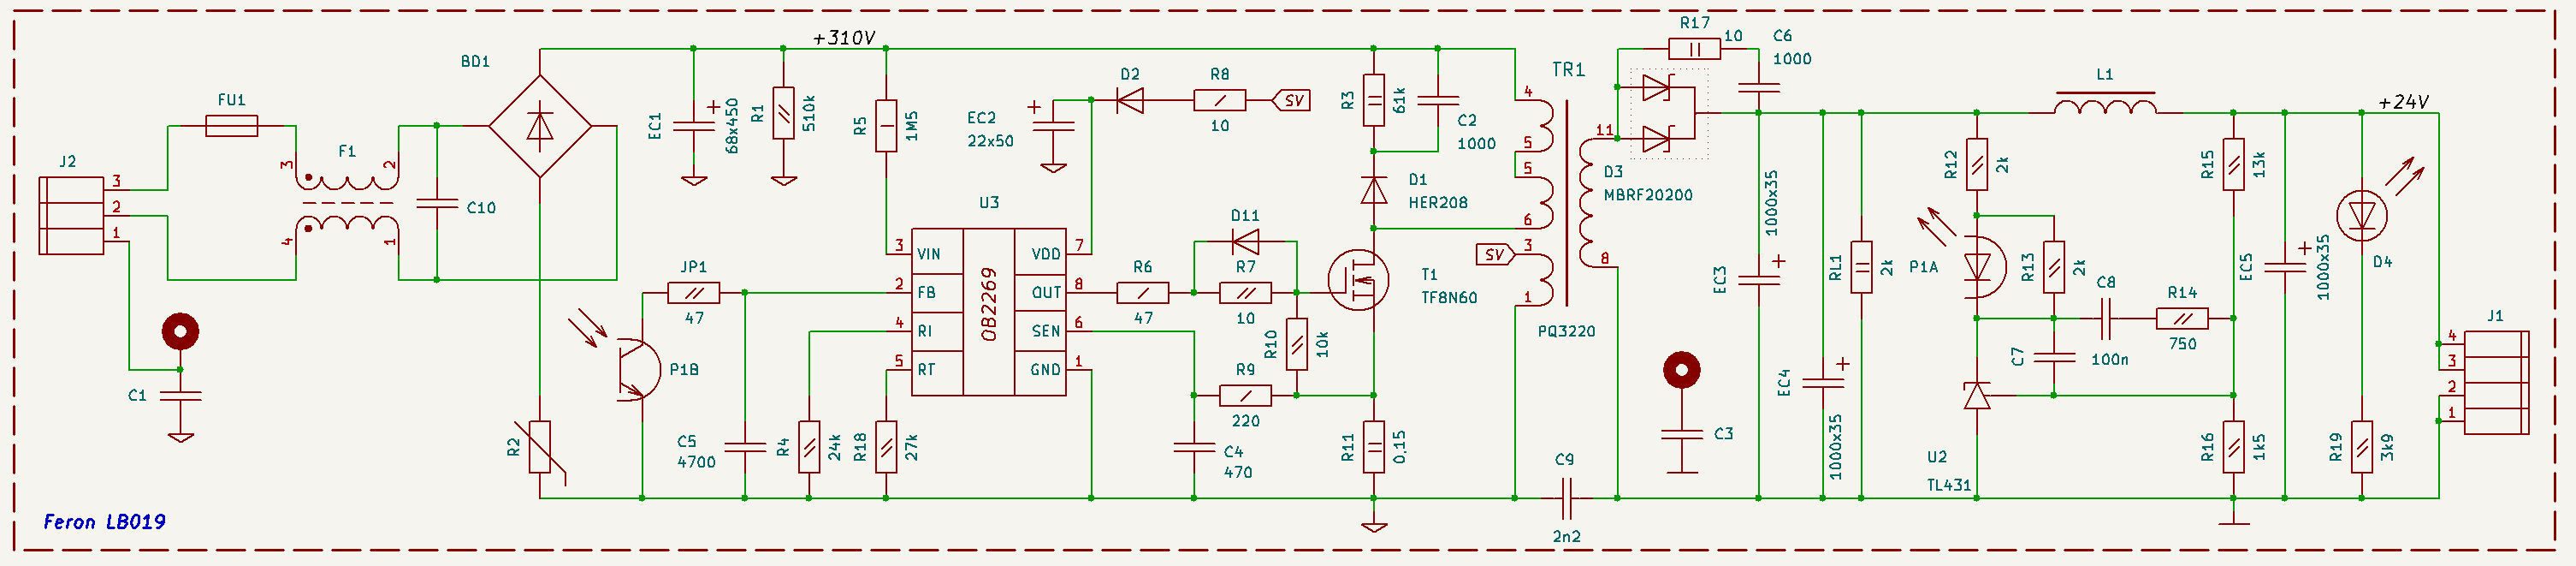 J2
3
2
1
C1
FU1
F1
3
2
4
1
C10
BD1
R2
+310V
EC1
68x450
R1
510k
R5
1M5
JP1
47
P1B
C5
4700
R4
24k
R18
27k
U3
OB2269
3
VIN
2
FB
4
RI
5
RT
VDD
7
OUT
8
SEN
6
GND
1
EC2
22x50
D2
R8
10
SV
R6
47
D11
R7
10
R10
10k
R9
220
C4
470
R3
61k
C2
1000
D1
HER208
T1
TF8N60
R11
0,15
TR1
4
5
5
6
SV
3
1
11
8
PQ3220
C9
2n2
R17
10
C6
1000
D3
MBRF20200
C3
EC3
1000x35
EC4
1000x35
RL1
2k
R12
2k
P1A
R13
2k
C8
100n
R14
750
C7
U2
TL431
L1
R15
13k
R16
1k5
EC5
1000x35
+24V
D4
R19
3k9
J1
4
3
2
1
Feron LB019